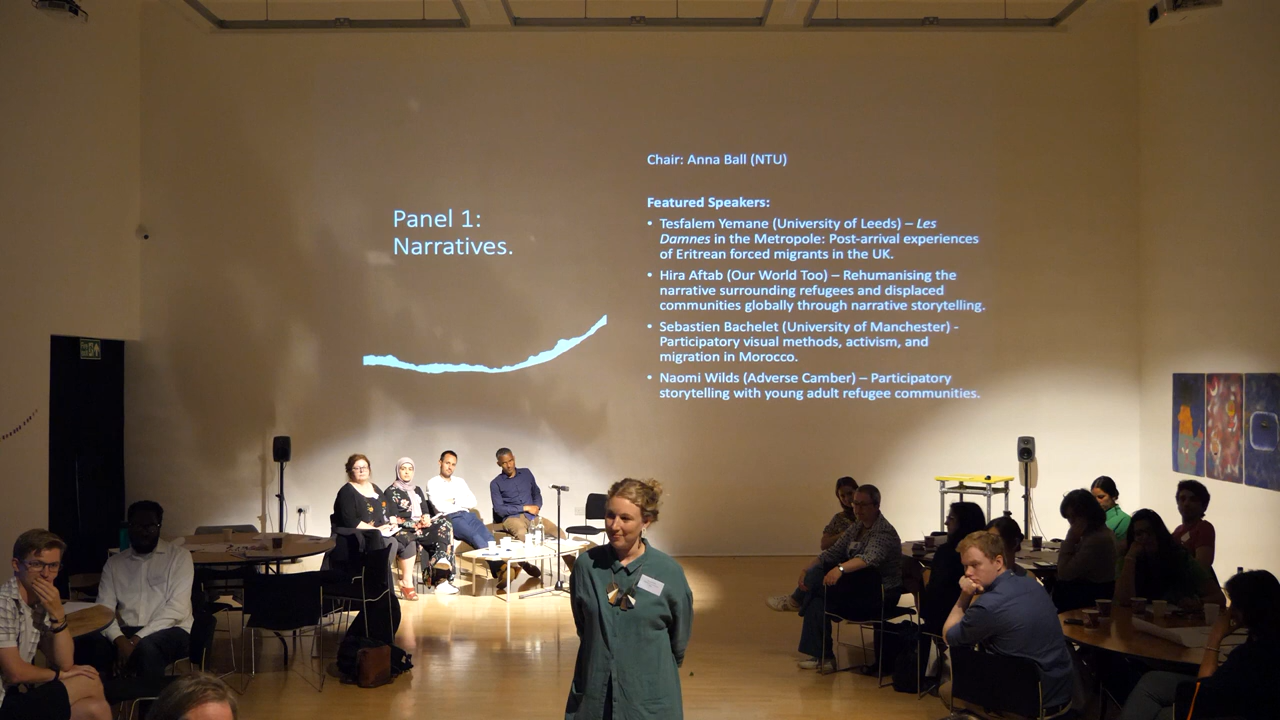 Panel 1:
Narratives.
Chair: Anna Ball (NTU)
Featured Speakers:
• Tesfalem Yemane (University of Leeds) – Les
Damnes in the Metropole: Post-arrival experiences
of Eritrean forced migrants in the UK.
• Hira Aftab (Our World Too) – Rehumanising the
narrative surrounding refugees and displaced
communities globally through narrative storytelling.
• Sebastien Bachelet (University of Manchester) -
Participatory visual methods, activism, and
migration in Morocco.
• Naomi Wilds (Adverse Camber) – Participatory
storytelling with young adult refugee communities.